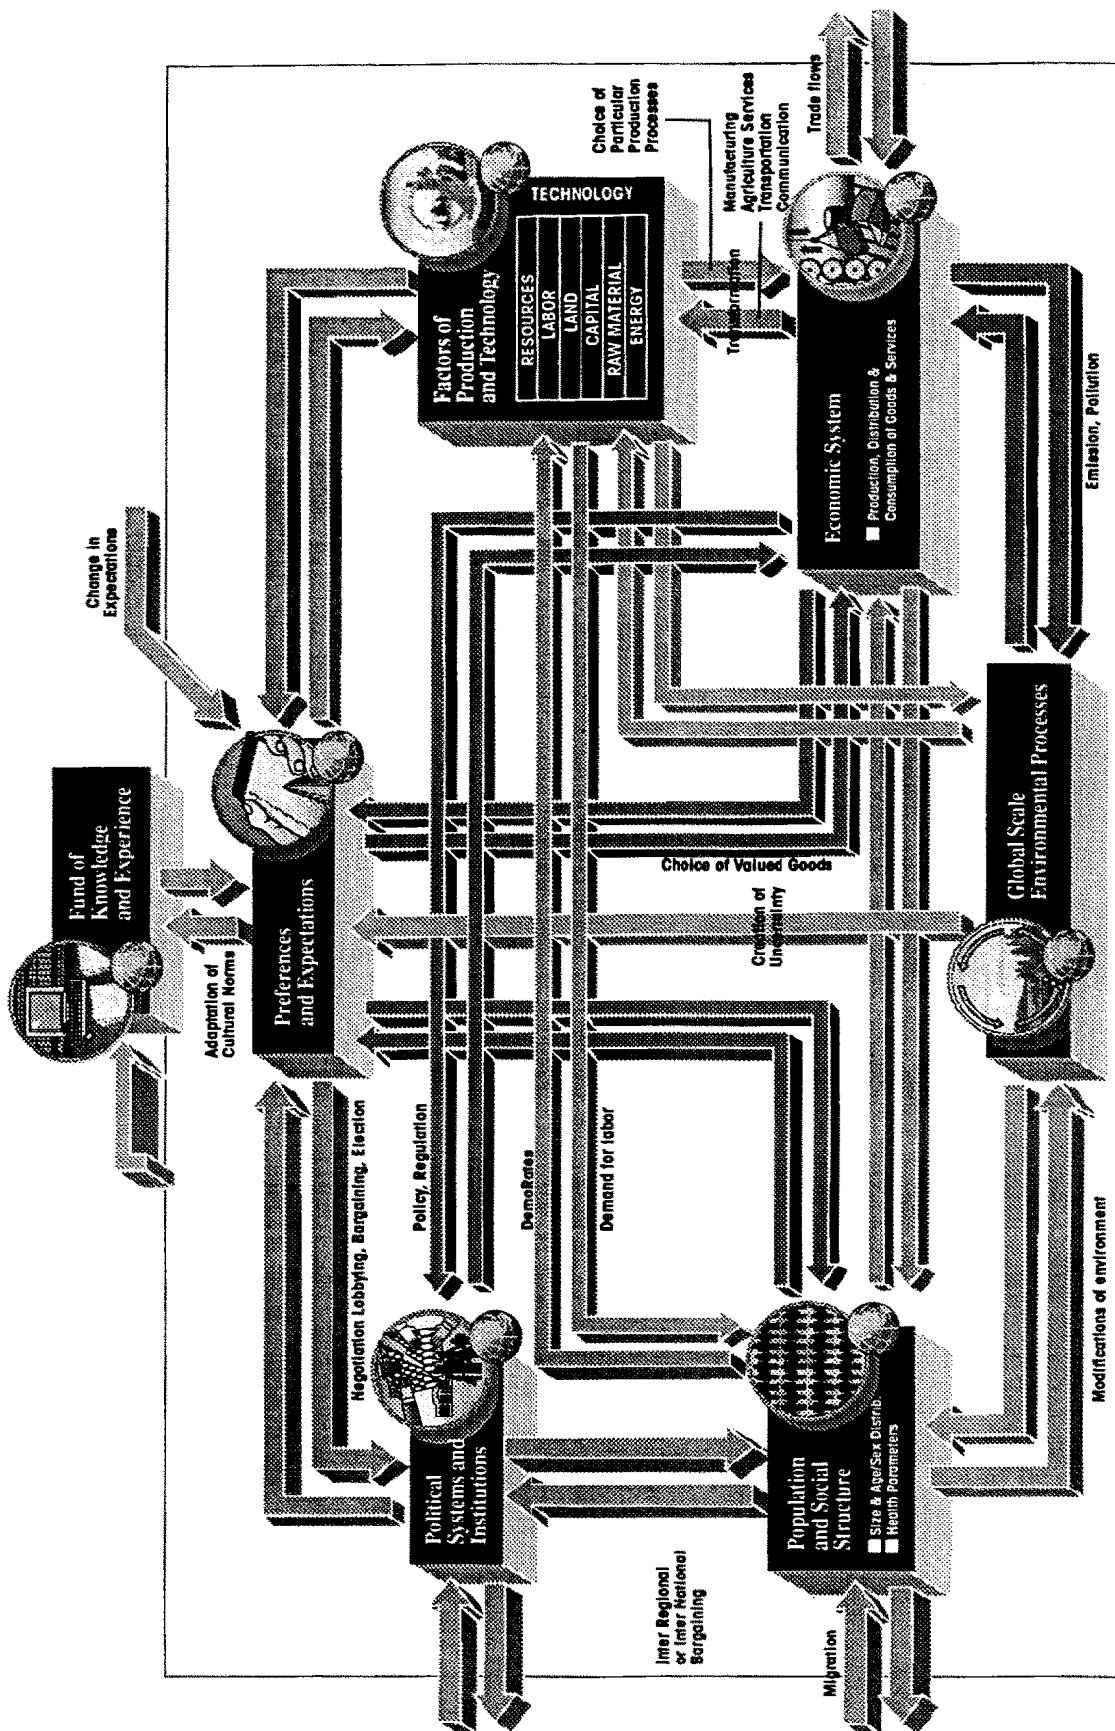 Fund of
Knowledge
and Experience
Change in
Expectations
Adaptation of
Cultural Norms
Preferences
and Expectations
Negotiation Lobbying, Bargaining, Election
Political
Systems and
Institutions
Policy, Regulation
DemoRates
Demand for labor
Factors of
Production
and Technology
TECHNOLOGY
RESOURCES
LABOR
LAND
CAPITAL
RAW MATERIAL
ENERGY
Choice of
Particular
Production
Processes
Manufacturing
Agriculture Services
Transportation
Communication
Transformation
Choice of Valued Goods
Creation of
Uncertainty
Inter Regional
or Inter National
Bargaining
Population
and Social
Structure
Size & Age/Sex Distrib.
Health Parameters
Migration
Economic System
Production, Distribution &
Consumption of Goods & Services
Trade flows
Global Scale
Environmental Processes
Modifications of environment
Emission, Pollution